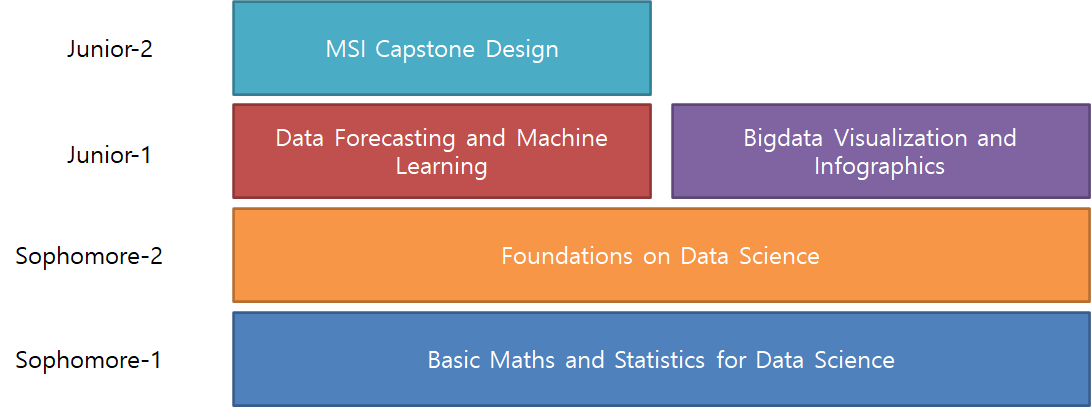 Junior-2
MSI Capstone Design
Junior-1
Data Forecasting and Machine
Learning
Bigdata Visualization and
Infographics
Sophomore-2
Foundations on Data Science
Sophomore-1
Basic Maths and Statistics for Data Science